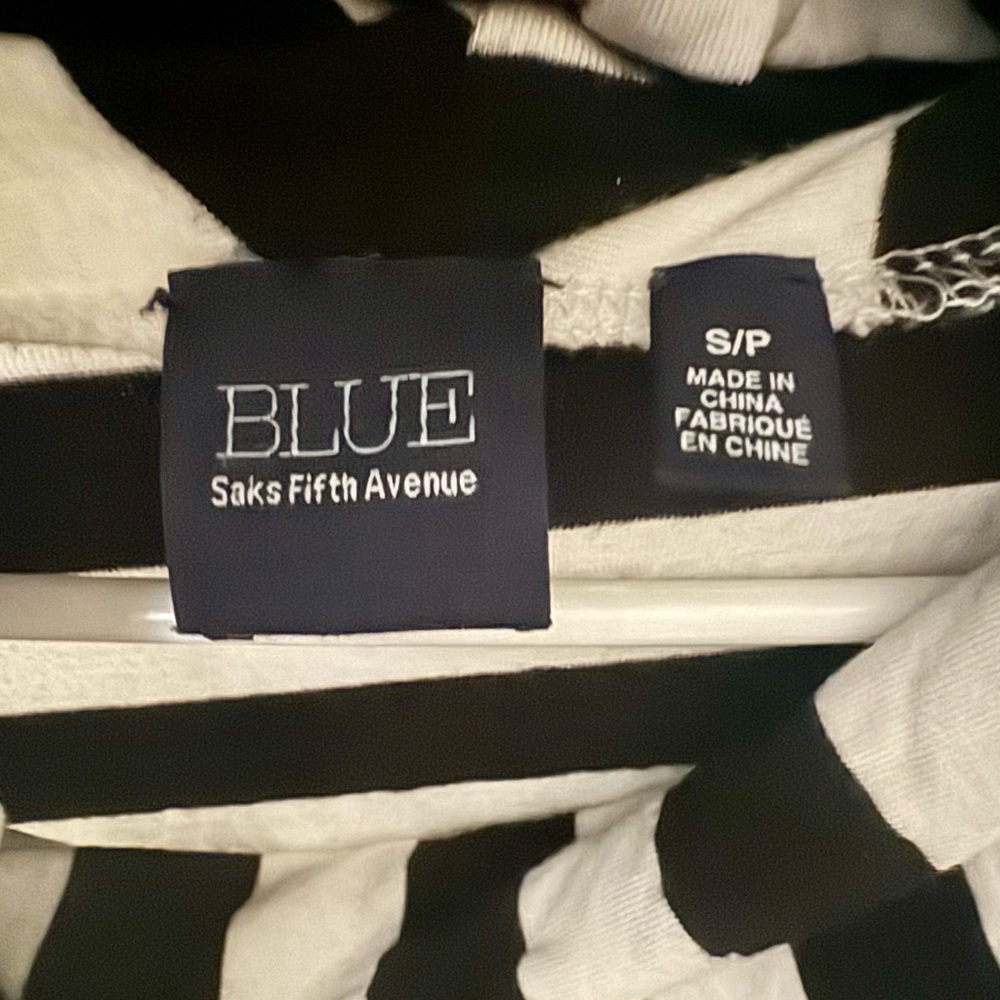 BLUE
Saks Fifth Avenue
S/P
MADE IN
CHINA
FABRIQUÉ
EN CHINE